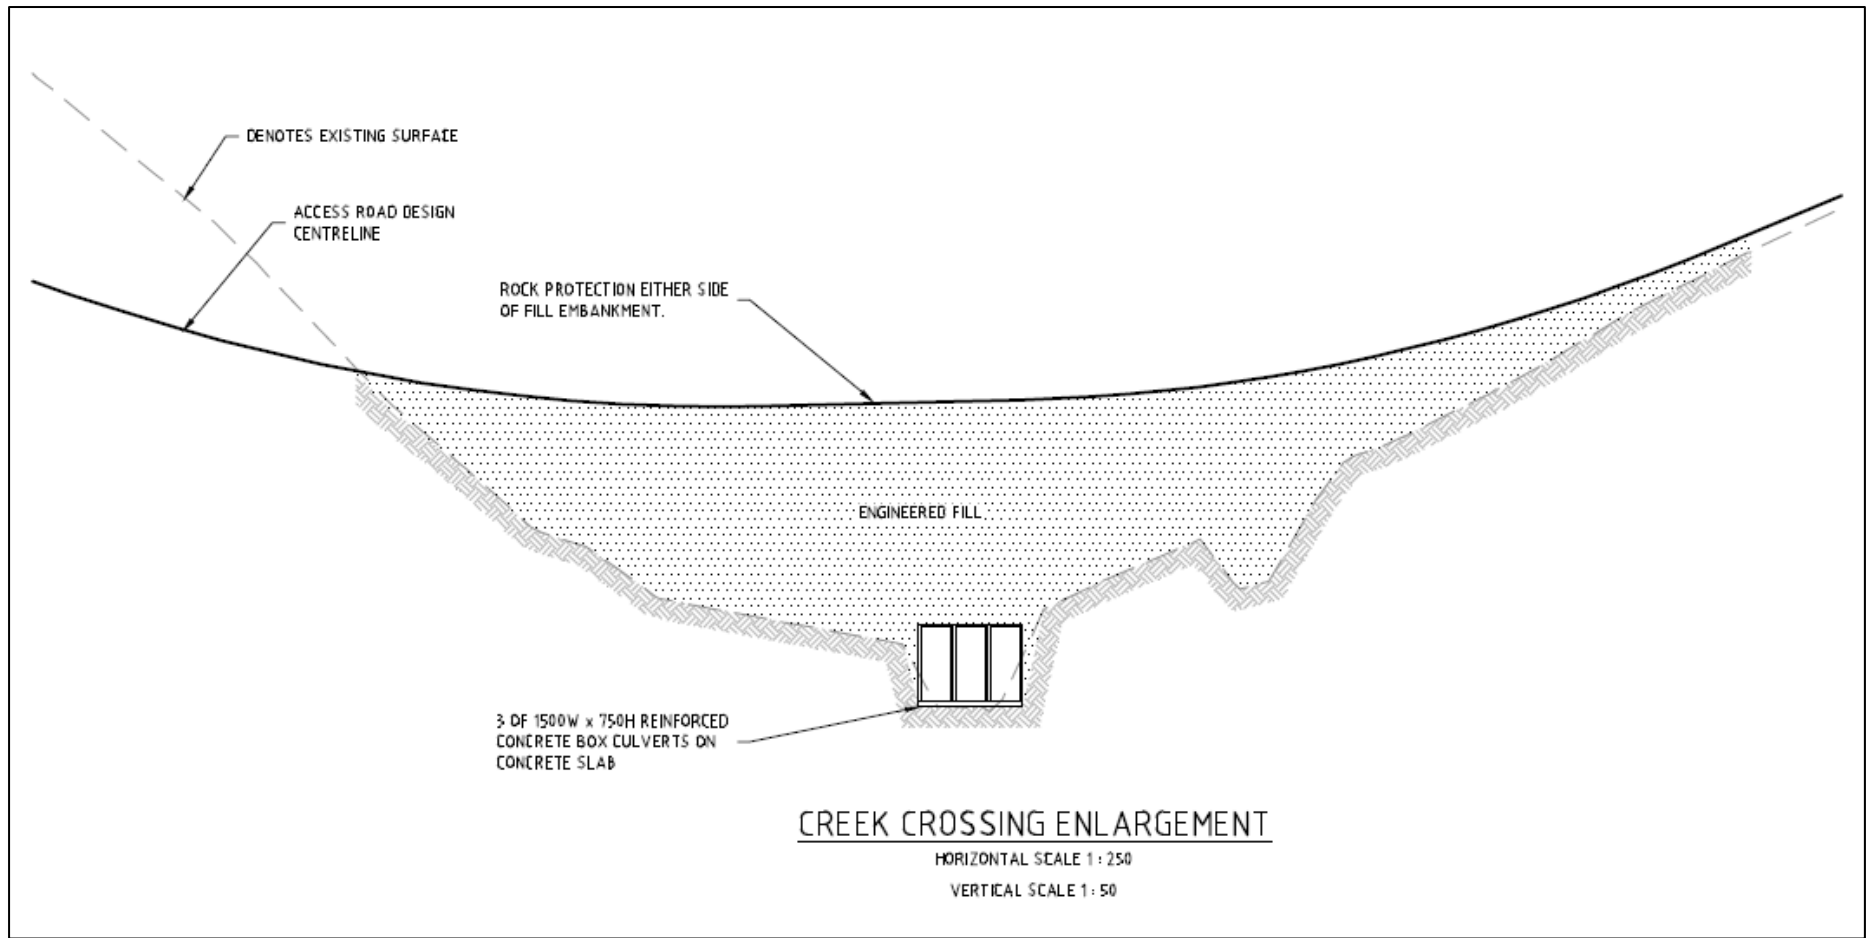 DENOTES EXISTING SURFACE
ACCESS ROAD DESIGN
CENTRELINE
ROCK PROTECTION EITHER SIDE
OF FILL EMBANKMENT.
ENGINEERED FILL
3 OF 1500W x 750H REINFORCED
CONCRETE BOX CULVERTS ON
CONCRETE SLAB
CREEK CROSSING ENLARGEMENT
HORIZONTAL SCALE 1 : 250
VERTICAL SCALE 1 : 50